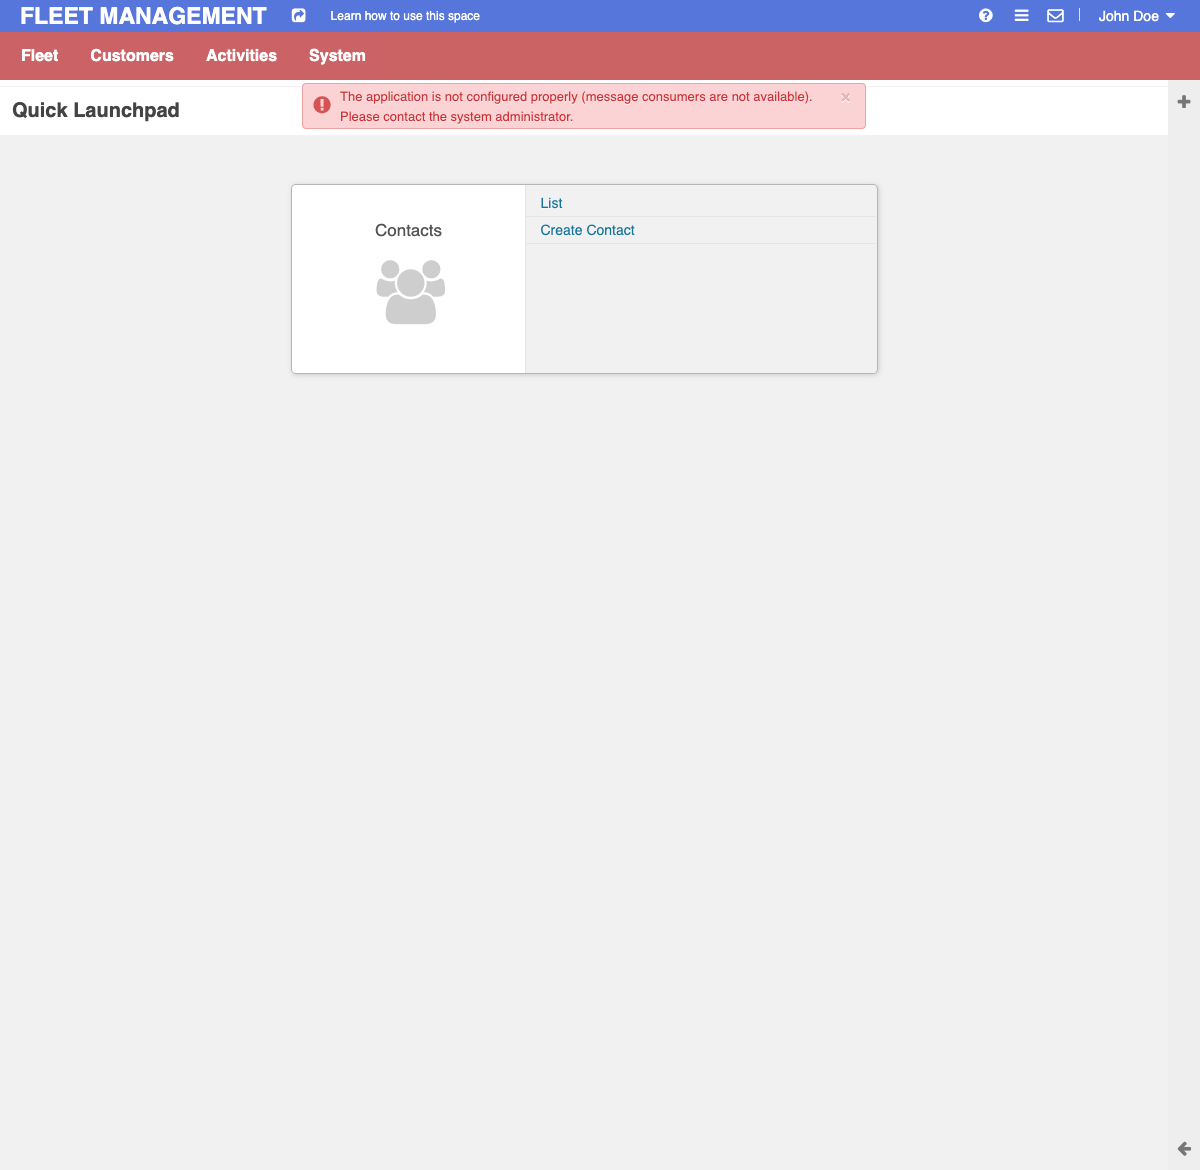 FLEET MANAGEMENT
Learn how to use this space
John Doe
Fleet
Customers
Activities
System
Quick Launchpad
The application is not configured properly (message consumers are not available).
Please contact the system administrator.
Contacts
List
Create Contact